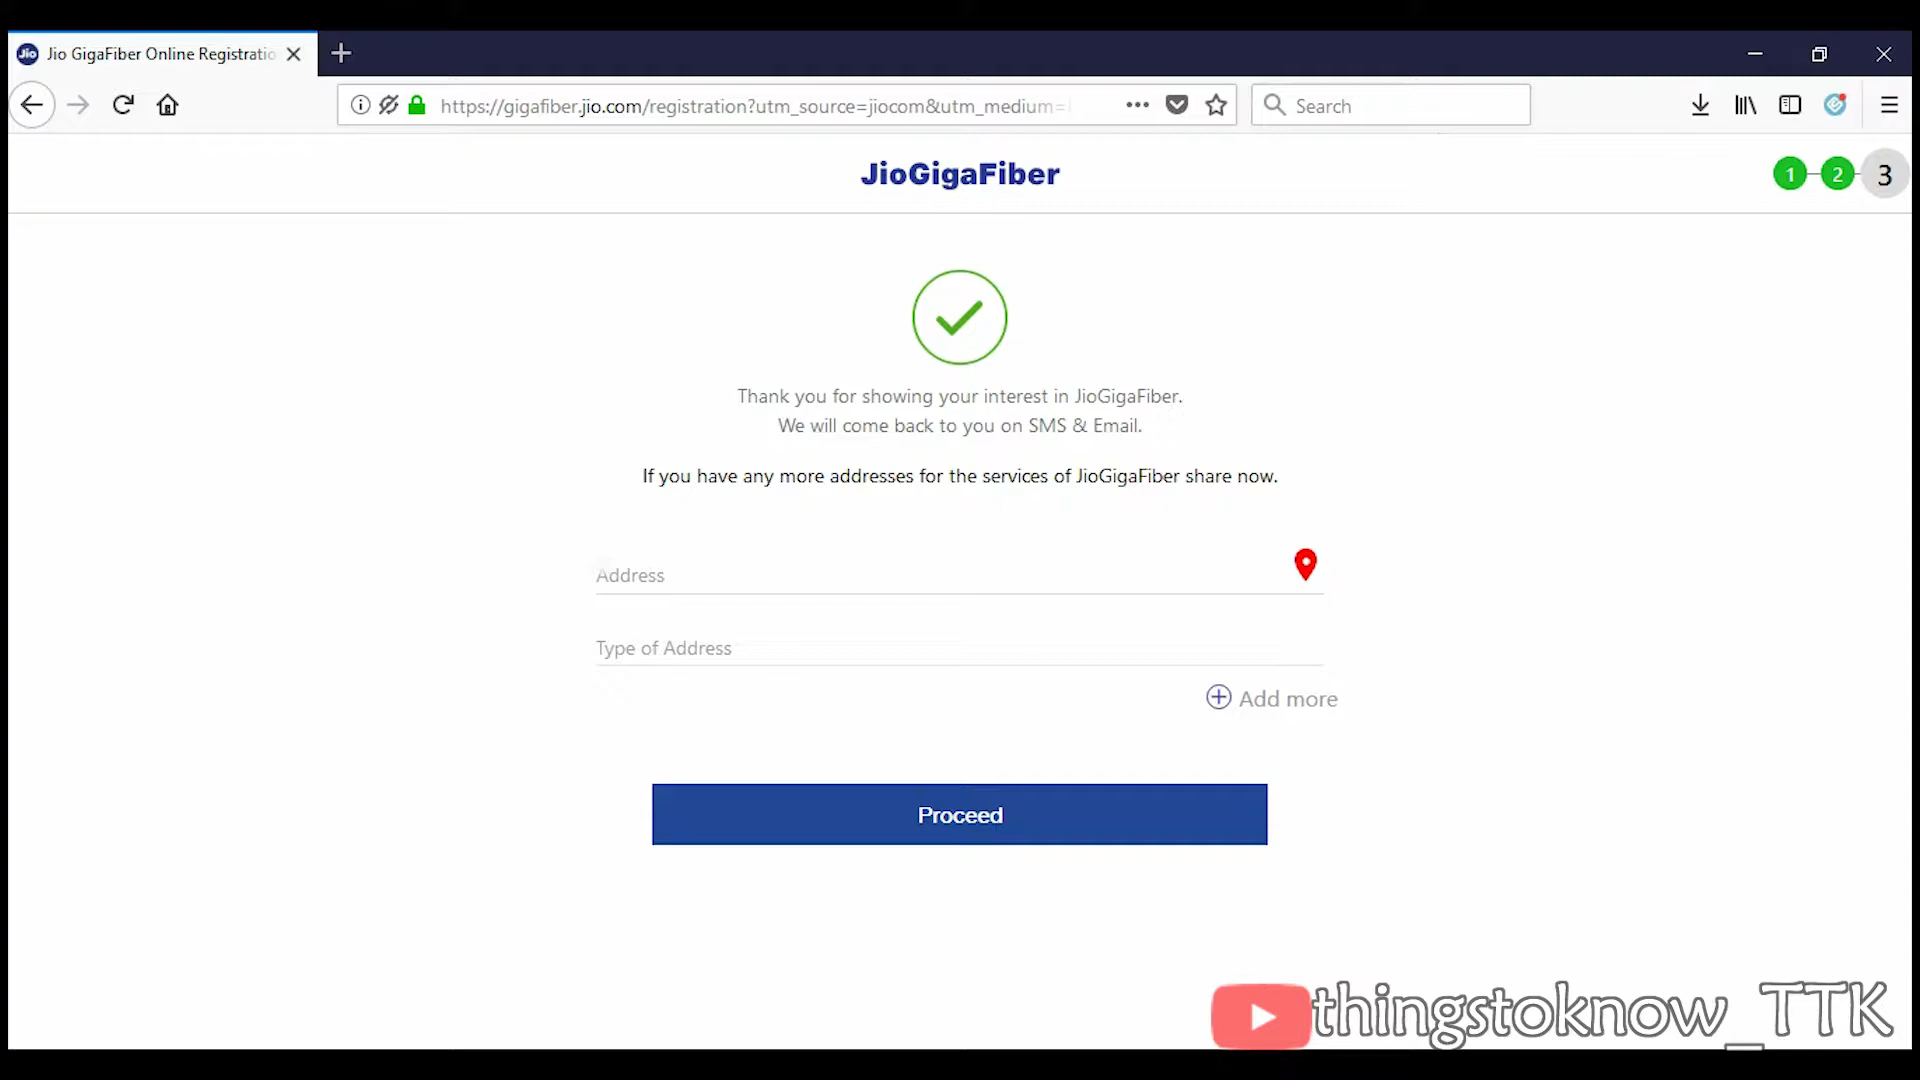 Jio GigaFiber Online Registratio
https://gigafiber.jio.com/registration?utm_source=jiocom&utm_medium=
Search
JioGigaFiber
1
2
3
Thank you for showing your interest in JioGigaFiber.
We will come back to you on SMS & Email.
If you have any more addresses for the services of JioGigaFiber share now.
Address
Type of Address
Add more
Proceed
thingstoknow_TTK